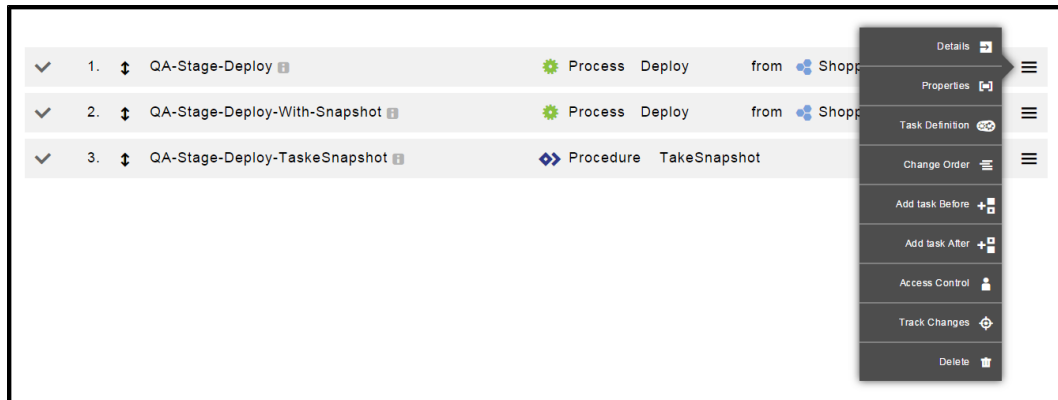 1. QA-Stage-Deploy Process Deploy from Shopp
2. QA-Stage-Deploy-With-Snapshot Process Deploy from Shopp
3. QA-Stage-Deploy-TaskeSnapshot Procedure TakeSnapshot
Details
Properties
Task Definition
Change Order
Add task Before
Add task After
Access Control
Track Changes
Delete